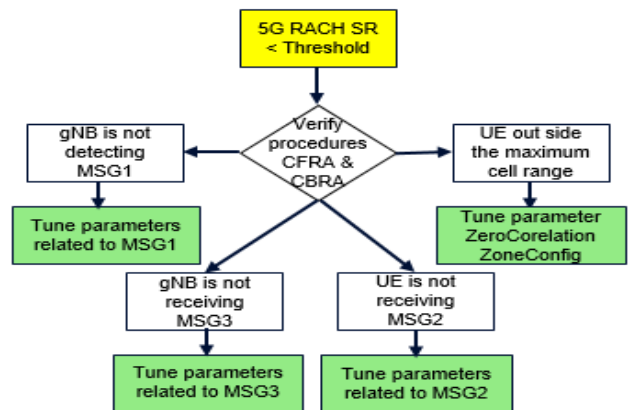 5G RACH SR
< Threshold
Verify
procedures
CFRA &
CBRA
gNB is not
detecting
MSG1
UE out side
the maximum
cell range
Tune parameters
related to MSG1
Tune parameter
ZeroCorelation
ZoneConfig
gNB is not
receiving
MSG3
UE is not
receiving
MSG2
Tune parameters
related to MSG3
Tune parameters
related to MSG2